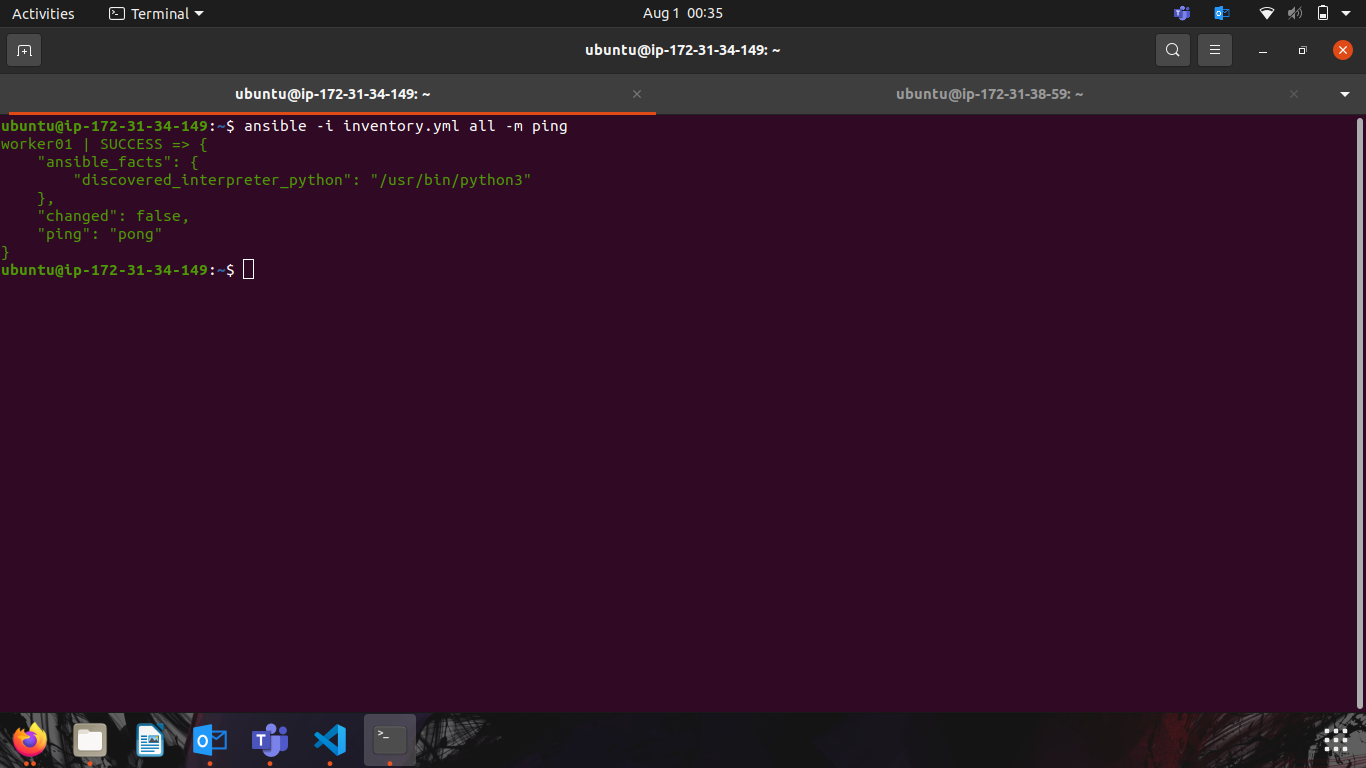 Activities Terminal Aug 1 00:35
ubuntu@ip-172-31-34-149: ~
ubuntu@ip-172-31-34-149: ~ ubuntu@ip-172-31-38-59: ~
ubuntu@ip-172-31-34-149:~$ ansible -i inventory.yml all -m ping
worker01 | SUCCESS => {
    "ansible_facts": {
        "discovered_interpreter_python": "/usr/bin/python3"
    },
    "changed": false,
    "ping": "pong"
}
ubuntu@ip-172-31-34-149:~$